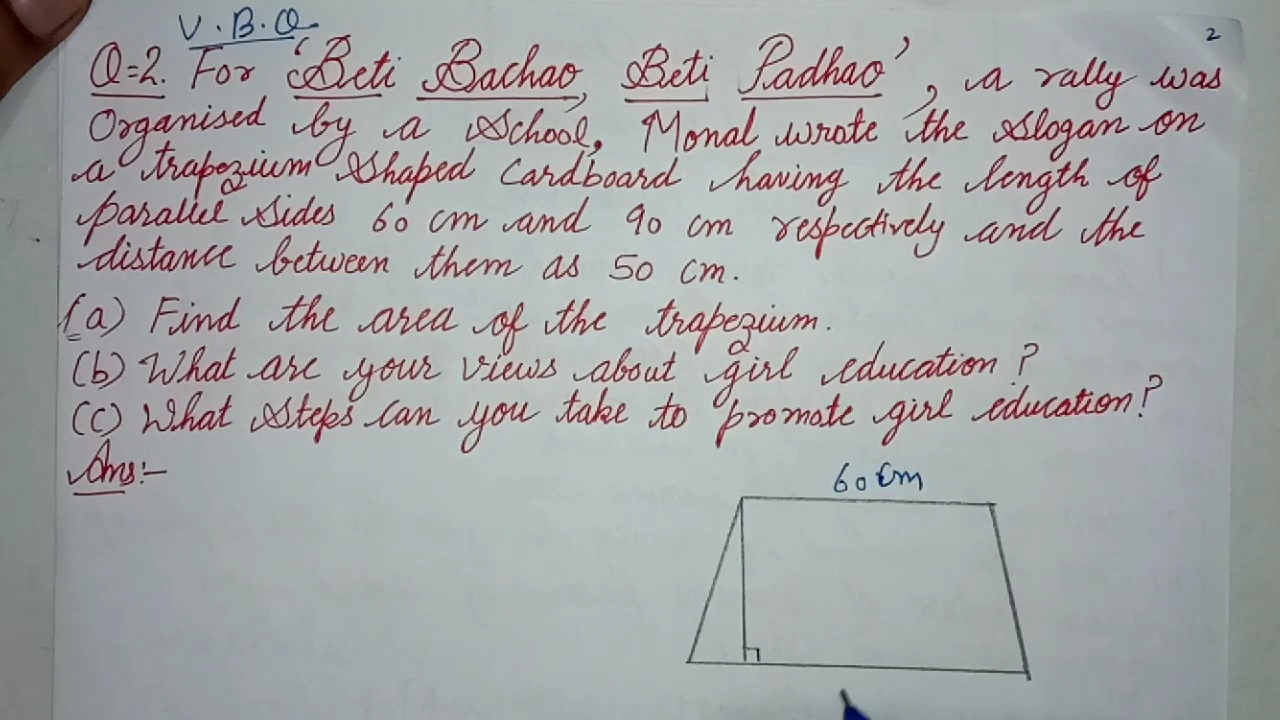 V.B.Q
2
Q=2. For 'Beti Bachao, Beti Padhao', a rally was
Organised by a School, Monal wrote the slogan on
a trapezium shaped cardboard having the length of
parallel sides 60 cm and 90 cm respectively and the
distance between them as 50 cm.
(a) Find the area of the trapezium.
(b) What are your views about girl education?
(c) What steps can you take to promote girl education?
Ans:-
60 cm